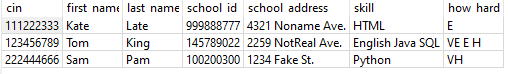 cin first name last name school id school address skill how hard
111222333 Kate Late 999888777 4321 Noname Ave. HTML E
123456789 Tom King 145789022 2259 NotReal Ave. English Java SQL VE E H
222444666 Sam Pam 100200300 1234 Fake St. Python VH